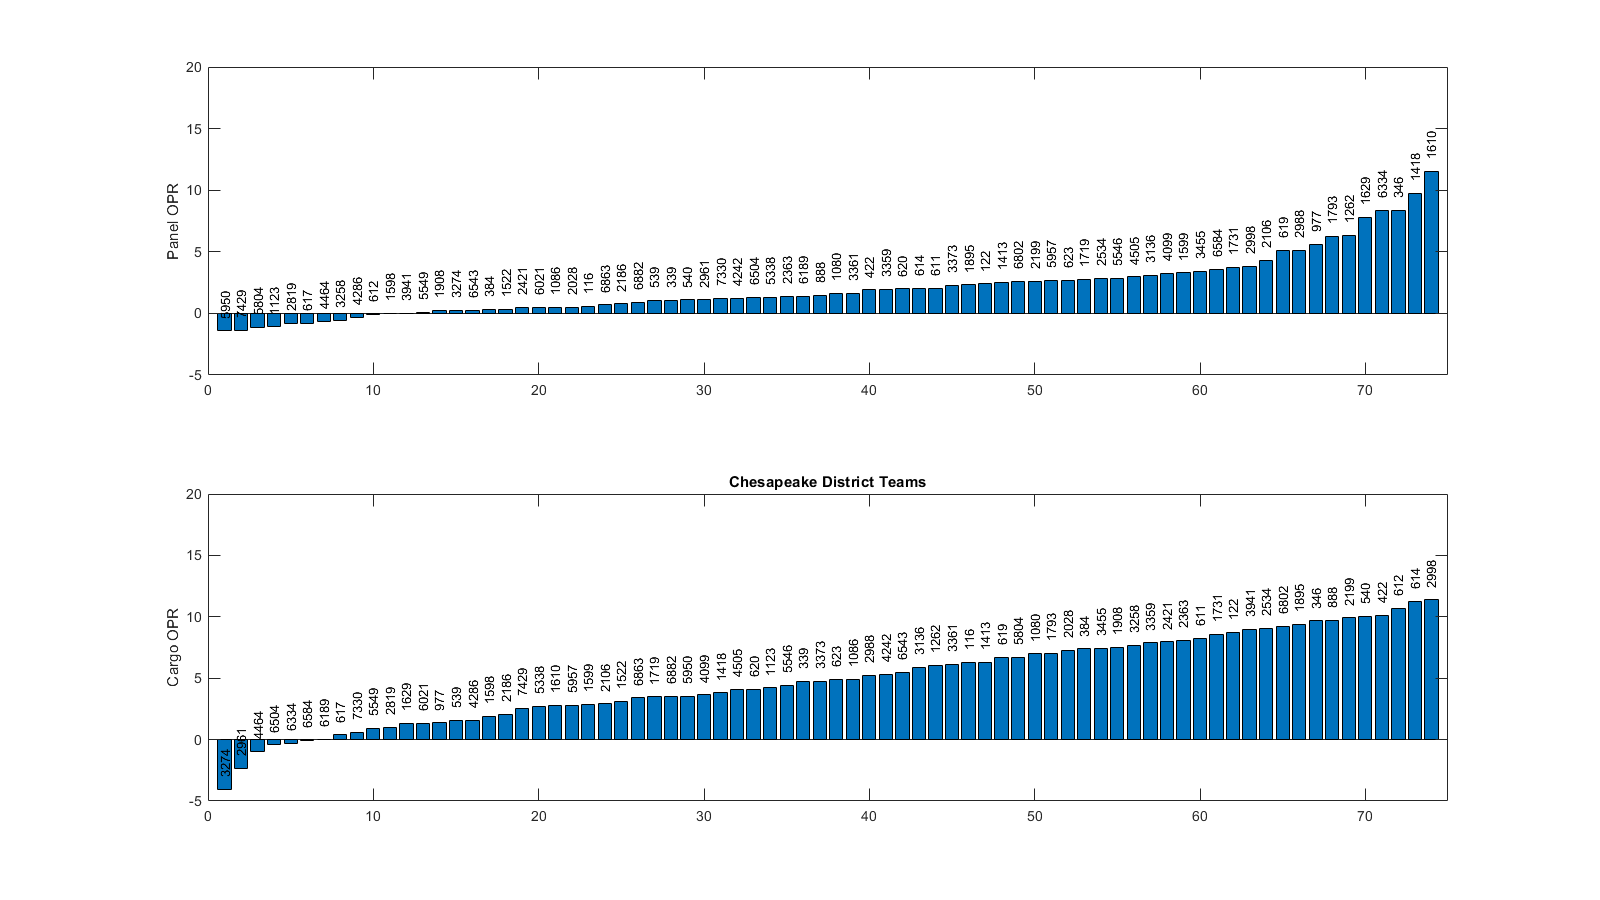 20
15
10
5
0
-5
Panel OPR
5950 7429 5804 1123 2819 617 4464 3258 4286 612 1598 3941 5549 1908 3274 6543 384 1522 2421 6021 1086 2028 116 6863 2186 6882 539 339 540 2961 7330 4242 6504 5338 2363 6189 888 1080 3361 422 3359 620 614 611 3373 1895 122 1413 6802 2199 5957 623 1719 2534 5546 4505 3136 4099 1599 3455 6584 1731 2998 2106 619 2988 977 1793 1262 1629 6334 346 1418 1610
0 10 20 30 40 50 60 70
Chesapeake District Teams
20
15
10
5
0
-5
Cargo OPR
3274 2961 4464 6504 6334 6584 6189 617 7330 5549 2819 1629 6021 977 539 4286 1598 2186 7429 5338 1610 5957 1599 2106 1522 6863 1719 6882 5950 4099 1418 4505 620 1123 5546 339 3373 623 1086 2988 4242 6543 3136 1262 3361 116 1413 619 5804 1080 1793 2028 384 3455 1908 3258 3359 2421 2363 611 1731 122 3941 2534 6802 1895 346 888 2199 540 422 612 614 2998
0 10 20 30 40 50 60 70